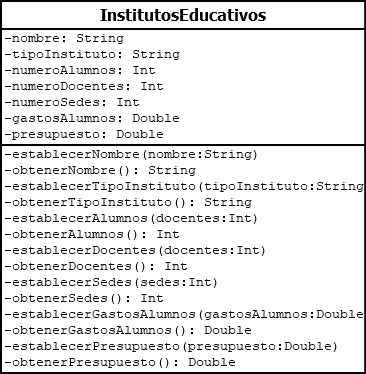 InstitutosEducativos
-nombre: String
-tipoInstituto: String
-numeroAlumnos: Int
-numeroDocentes: Int
-numeroSedes: Int
-gastosAlumnos: Double
-presupuesto: Double
-establecerNombre(nombre:String)
-obtenerNombre(): String
-establecerTipoInstituto(tipoInstituto:String
-obtenerTipoInstituto(): String
-establecerAlumnos(docentes:Int)
-obtenerAlumnos(): Int
-establecerDocentes(docentes:Int)
-obtenerDocentes(): Int
-establecerSedes(sedes:Int)
-obtenerSedes(): Int
-establecerGastosAlumnos(gastosAlumnos:Double
-obtenerGastosAlumnos(): Double
-establecerPresupuesto(presupuesto:Double)
-obtenerPresupuesto(): Double